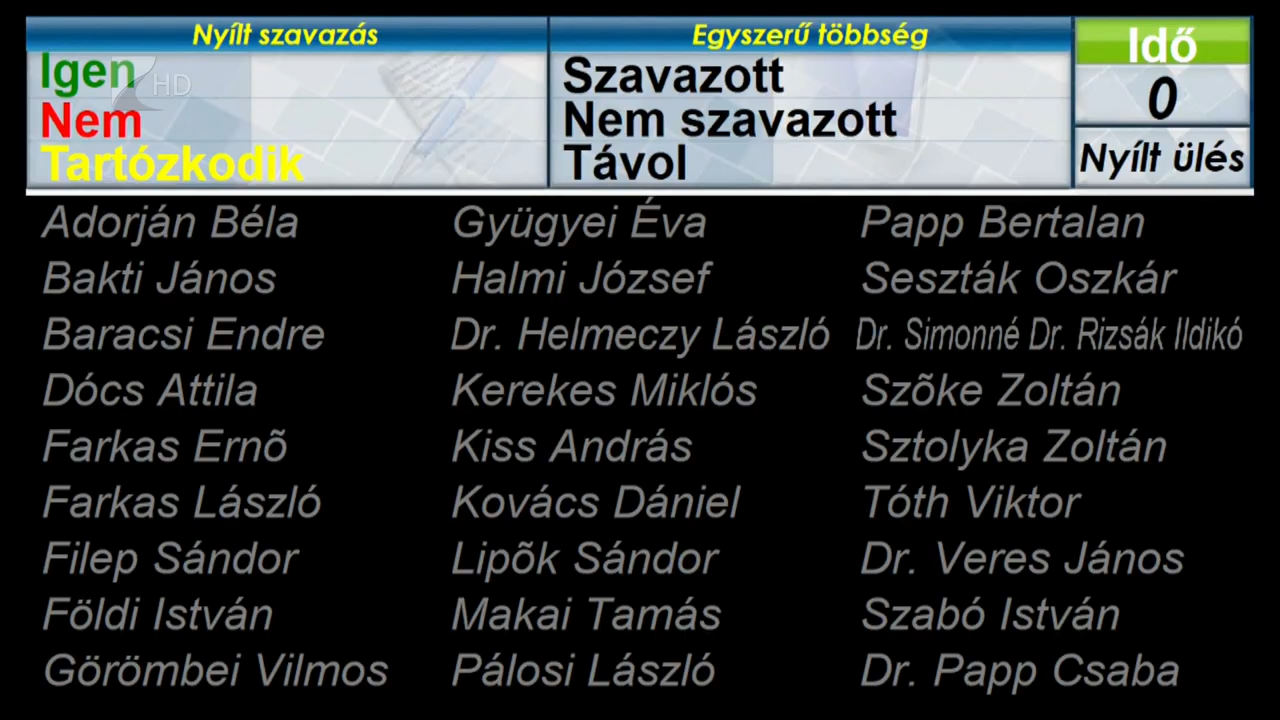 Nyílt szavazás
Igen
HD
Nem
Tartózkodik
Egyszerű többség
Szavazott
Nem szavazott
Távol
Idő
0
Nyílt ülés
Adorján Béla
Bakti János
Baracsi Endre
Dócs Attila
Farkas Ernõ
Farkas László
Filep Sándor
Földi István
Görömbei Vilmos
Gyügyei Éva
Halmi József
Dr. Helmeczy László
Kerekes Miklós
Kiss András
Kovács Dániel
Lipõk Sándor
Makai Tamás
Pálosi László
Papp Bertalan
Seszták Oszkár
Dr. Simonné Dr. Rizsák Ildikó
Szõke Zoltán
Sztolyka Zoltán
Tóth Viktor
Dr. Veres János
Szabó István
Dr. Papp Csaba